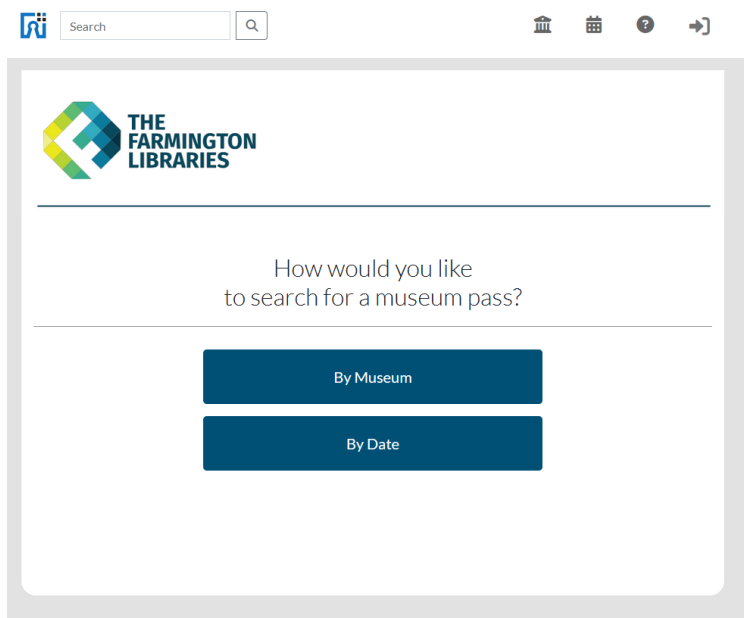 Search
THE
FARMINGTON
LIBRARIES
How would you like
to search for a museum pass?
By Museum
By Date